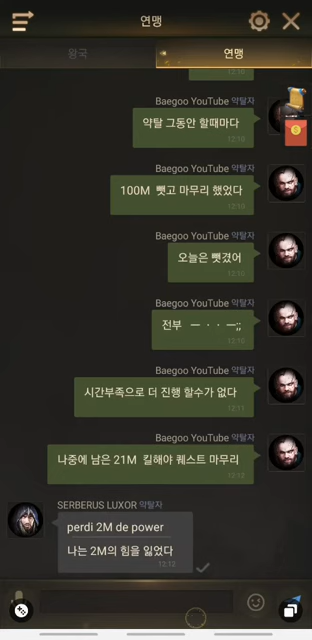 연맹
왕국
연맹
12:10
Baegoo YouTube 약탈자
약탈 그동안 할때마다
12:10
Baegoo YouTube 약탈자
100M 뺏고 마무리 했었다
12:10
Baegoo YouTube 약탈자
오늘은 뺏겼어
12:10
Baegoo YouTube 약탈자
전부 ㅡ · · ㅡ;;
12:10
Baegoo YouTube 약탈자
시간부족으로 더 진행 할수가 없다
12:11
Baegoo YouTube 약탈자
나중에 남은 21M 킬해야 퀘스트 마무리
12:12
SERBERUS LUXOR 약탈자
perdi 2M de power
나는 2M의 힘을 잃었다
12:12